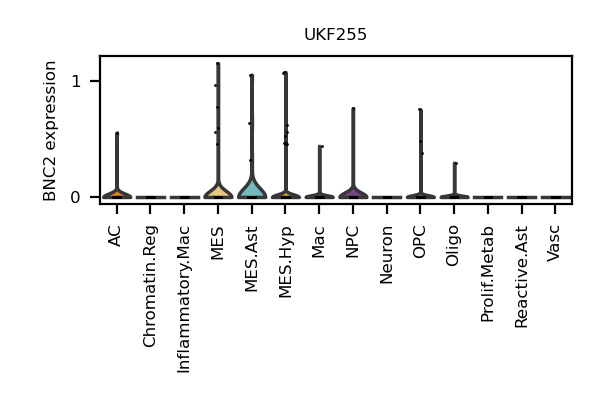 UKF255
BNC2 expression
1
0
AC
Chromatin.Reg
Inflammatory.Mac
MES
MES.Ast
MES.Hyp
Mac
NPC
Neuron
OPC
Oligo
Prolif.Metab
Reactive.Ast
Vasc